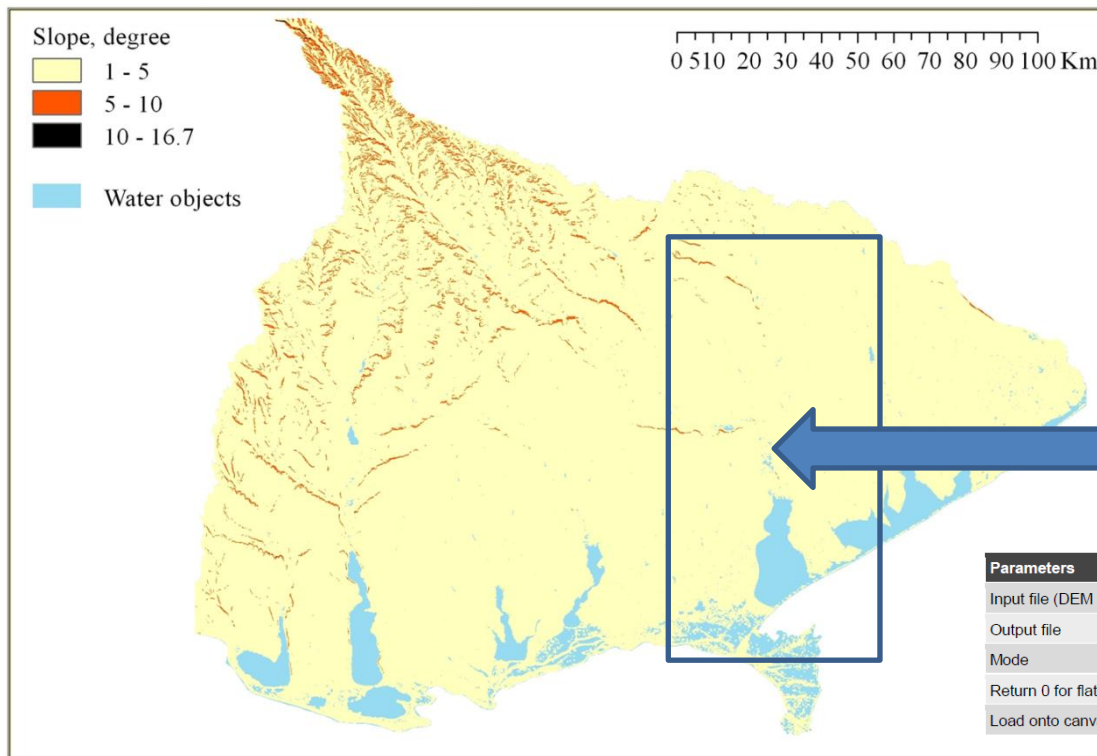 Slope, degree
1 - 5
5 - 10
10 - 16.7
Water objects
0 510 20 30 40 50 60 70 80 90 100 Km
Parameters
Input file (DEM
Output file
Mode
Return 0 for flat
Load onto canv